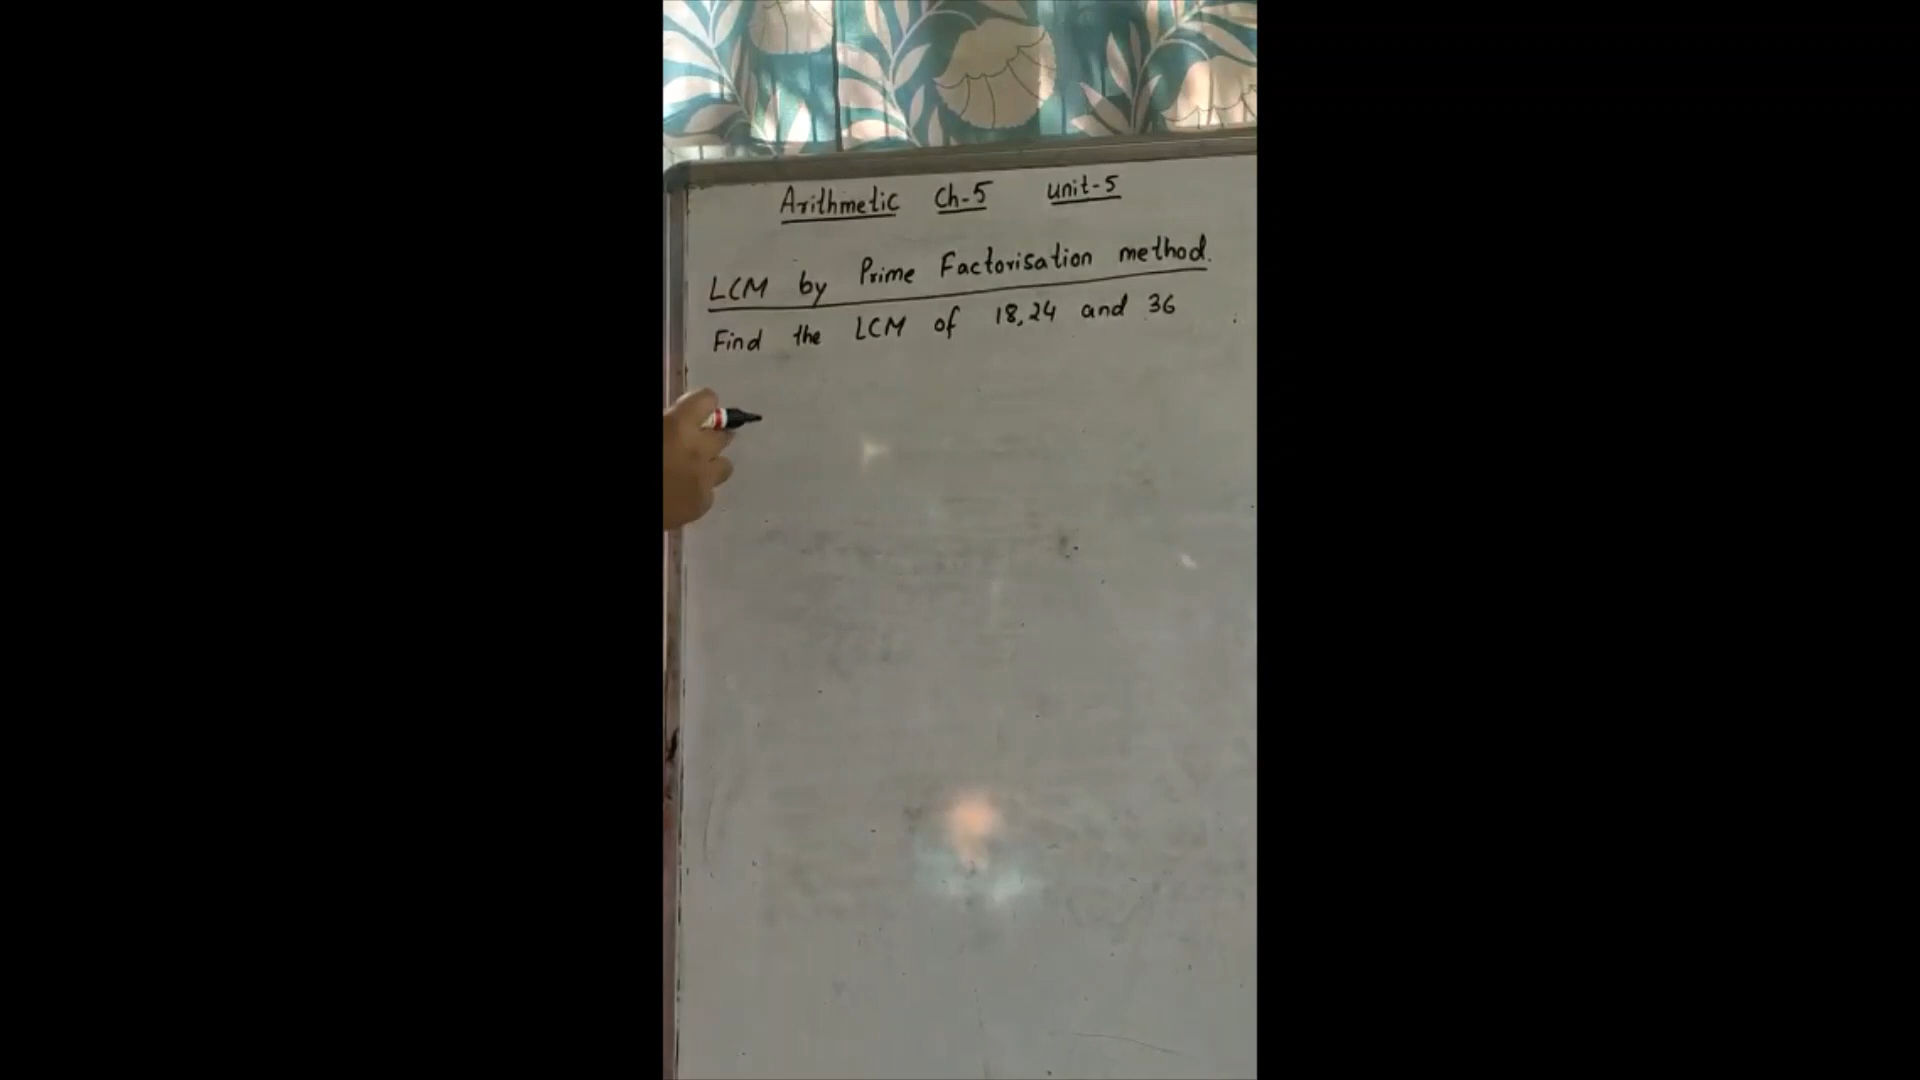 Arithmetic Ch-5 Unit-5
LCM by Prime Factorisation method.
Find the LCM of 18, 24 and 36